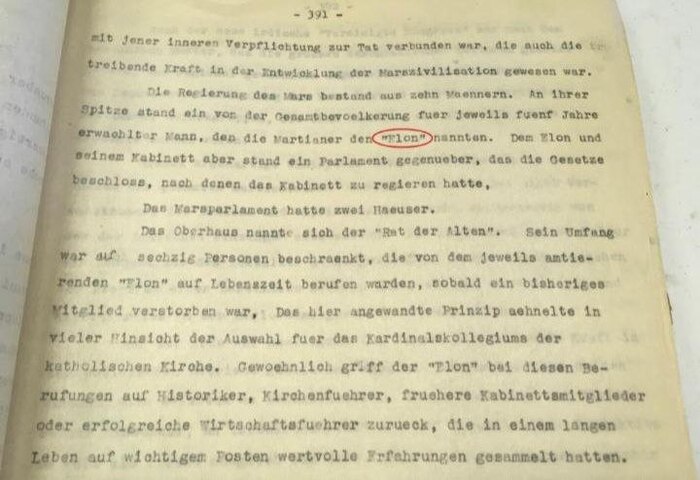 - 391 -
mit jener inneren Verpflichtung zur Tat verbunden war, die auch die
treibende Kraft in der Entwicklung der Marszivilisation gewesen war.
Die Regierung des Mars bestand aus zehn Maennern. An ihrer
Spitze stand ein von der Gesamtbevoelkerung fuer jeweils fuenf Jahre
erwaehlter Mann, den die Martianer den "Elon" nannten. Dem Elon und
seinem Kabinett aber stand ein Parlament gegenueber, das die Gesetze
beschloss, nach denen das Kabinett zu regieren hatte,
Das Marsparlament hatte zwei Haeuser.
Das Oberhaus nannte sich der "Rat der Alten". Sein Umfang
war auf sechzig Personen beschraenkt, die von dem jeweils amtie-
renden "Elon" auf Lebenszeit berufen wurden, sobald ein bisheriges
Mitglied verstorben war, Das hier angewandte Prinzip aehnelte in
vieler Hinsicht der Auswahl fuer das Kardinalskollegiums der
katholischen Kirche. Gewoehnlich griff der "Elon" bei diesen Be-
rufungen auf Historiker, Kirchenfuehrer, fruehere Kabinettsmitglieder
oder erfolgreiche Wirtschaftsfuehrer zurueck, die in einem langen
Leben auf wichtigem Posten wertvolle Erfahrungen gesammelt hatten.